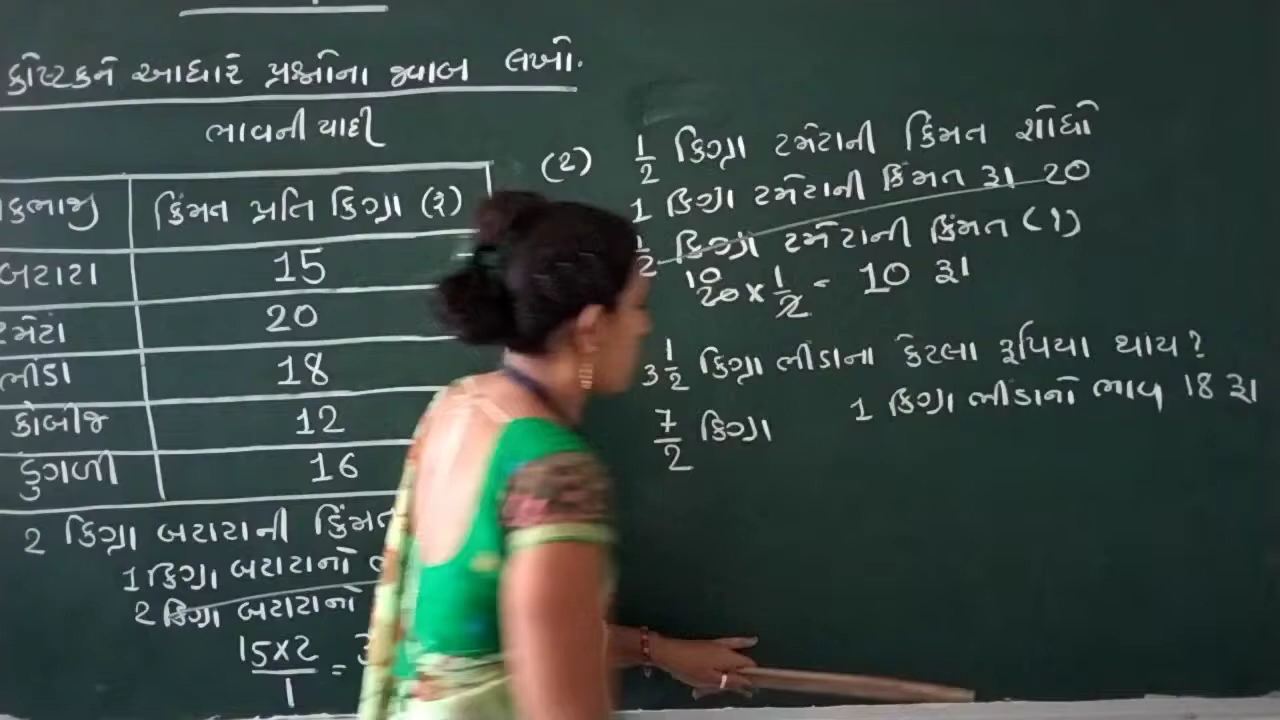 કોષ્ટકને આધારે પ્રશ્નોના જવાબ લખો.
ભાવની યાદી
કિંમત પ્રતિ કિગ્રા (રૂ)
બટાટા 15
ટમેટાં 20
ભીંડા 18
કોબીજ 12
ડુંગળી 16
2 કિગ્રા બટાટાની કિંમત
1 કિગ્રા બટાટાનો
2 કિગ્રા બટાટાનો
15×2
1
=
(2) 1/2 કિગ્રા ટમેટાની કિંમત શોધો
1 કિગ્રા ટમેટાની કિંમત રૂા 20
1/2 કિગ્રા ટમેટાની કિંમત (?)
10
20 × 1/2 = 10 રૂા
3 1/2 કિગ્રા ભીંડાના કેટલા રૂપિયા થાય?
7/2 કિગ્રા 1 કિગ્રા ભીંડાનો ભાવ 18 રૂા